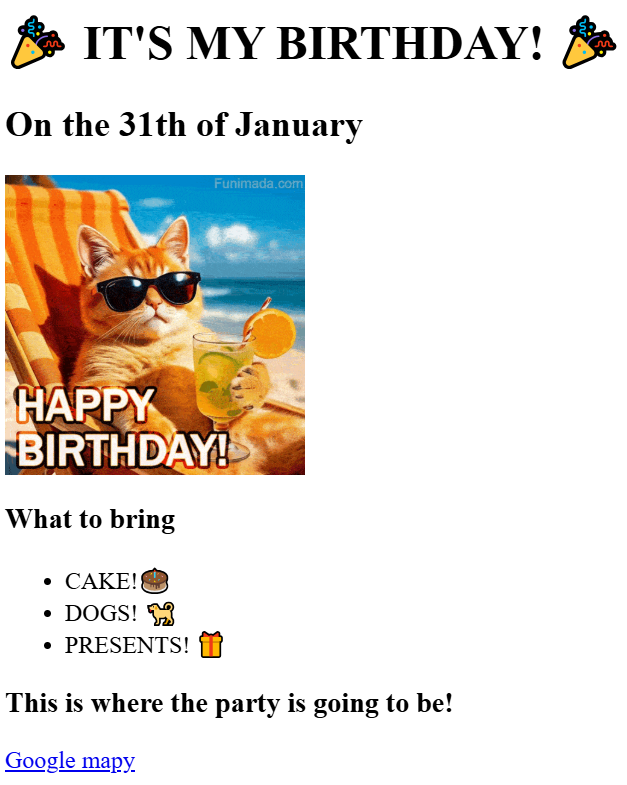 🎉 IT'S MY BIRTHDAY! 🎉
On the 31th of January
Funimada.com
HAPPY
BIRTHDAY!
What to bring
• CAKE!🎂
• DOGS! 🐕
• PRESENTS! 🎁
This is where the party is going to be!
Google mapy